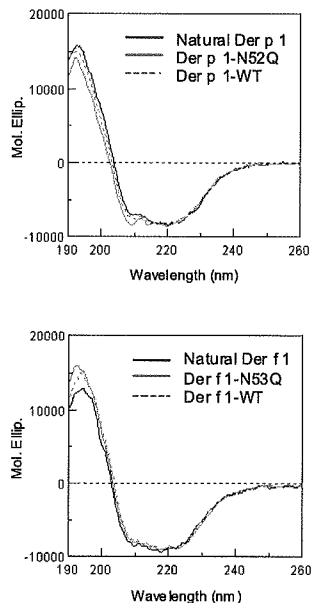 20000
Natural Der p 1
Der p 1-N52Q
Der p 1-WT
10000
0
-10000
Mol. Ellip.
190 200 220 240 260
Wavelength (nm)
20000
Natural Der f 1
Der f 1-N53Q
Der f 1-WT
10000
0
-10000
Mol. Ellip.
190 200 220 240 260
Wavelength (nm)